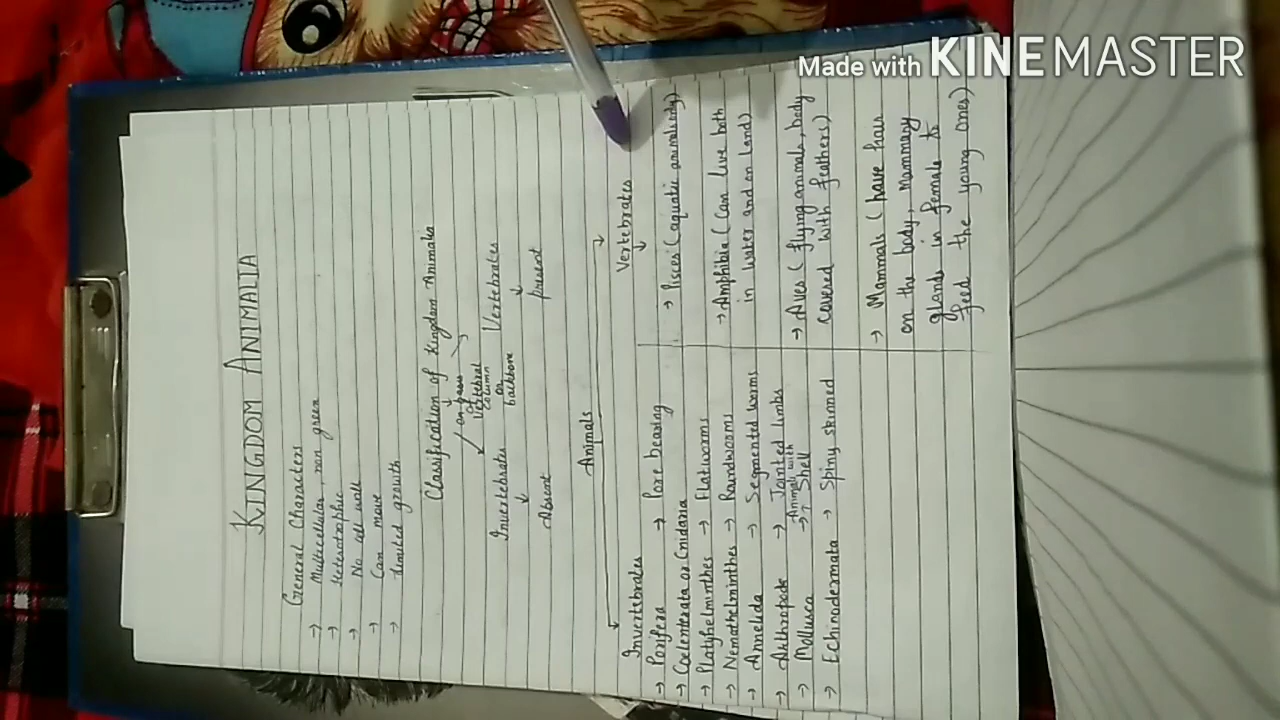 Made with KINEMASTER
KINGDOM ANIMALIA
General Characters
→ Multicellular, non green
→ Heterotrophic
→ No cell wall
→ Can move
→ Limited growth
Classification of Kingdom Animalia
Vertebral
column
or
backbone
Invertebrates Vertebrates
Absent present
Animals
Invertebrates
→ Porifera → Pore bearing
→ Coelenterata or Cnidaria
→ Platyhelminthes → Flatworms
→ Nemathelminthes → Roundworms
→ Annelida → Segmented worms
→ Arthropoda → Jointed limbs
Animals with
→ Mollusca → Shell
→ Echinodermata → Spiny skinned
Vertebrates
→ Pisces (aquatic animals
→ Amphibia (Can live both
in water and on land)
→ Aves (flying animals, body
covered with feathers)
→ Mammals (have hair
on the body, mammary
glands in female to
feed the young ones)